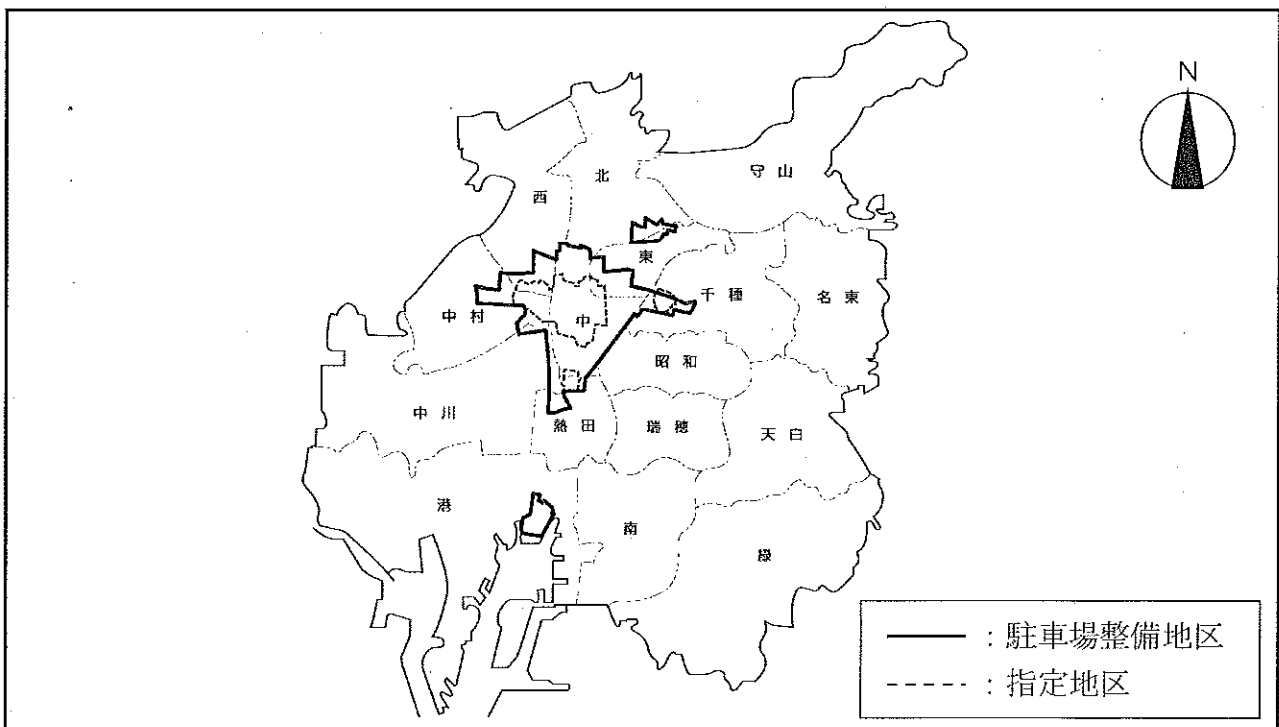 N
守山
北
西
東
千種
名東
中村
中
昭和
中川
熱田
瑞穂
天白
港
南
緑
：駐車場整備地区
：指定地区